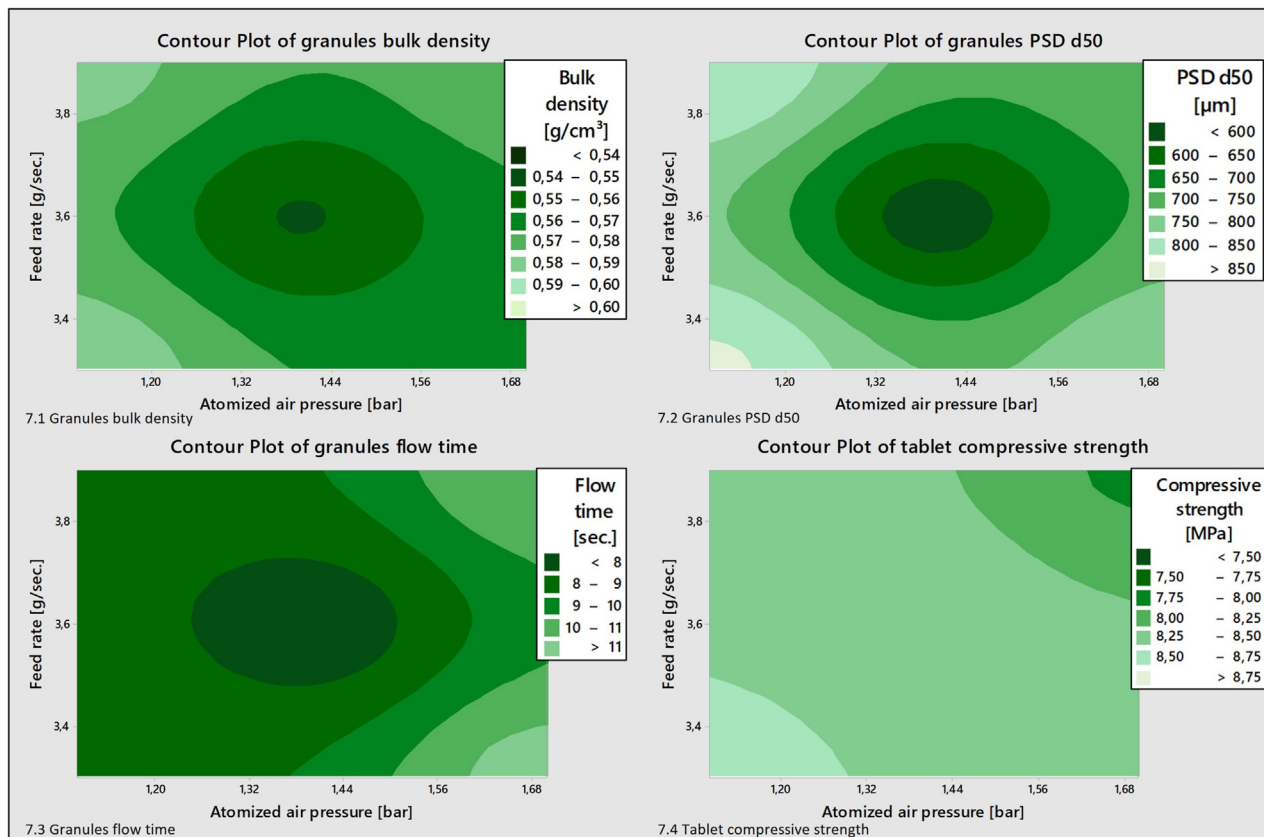 Contour Plot of granules bulk density
Bulk
density
[g/cm³]
< 0,54
0,54 – 0,55
0,55 – 0,56
0,56 – 0,57
0,57 – 0,58
0,58 – 0,59
0,59 – 0,60
> 0,60
Feed rate [g/sec.]
3,8
3,6
3,4
1,20 1,32 1,44 1,56 1,68
Atomized air pressure [bar]
7.1 Granules bulk density
Contour Plot of granules PSD d50
PSD d50
[µm]
< 600
600 – 650
650 – 700
700 – 750
750 – 800
800 – 850
> 850
Feed rate [g/sec.]
3,8
3,6
3,4
1,20 1,32 1,44 1,56 1,68
Atomized air pressure [bar]
7.2 Granules PSD d50
Contour Plot of granules flow time
Flow
time
[sec.]
< 8
8 – 9
9 – 10
10 – 11
> 11
Feed rate [g/sec.]
3,8
3,6
3,4
1,20 1,32 1,44 1,56 1,68
Atomized air pressure [bar]
7.3 Granules flow time
Contour Plot of tablet compressive strength
Compressive
strength
[MPa]
< 7,50
7,50 – 7,75
7,75 – 8,00
8,00 – 8,25
8,25 – 8,50
8,50 – 8,75
> 8,75
Feed rate [g/sec.]
3,8
3,6
3,4
1,20 1,32 1,44 1,56 1,68
Atomized air pressure [bar]
7.4 Tablet compressive strength